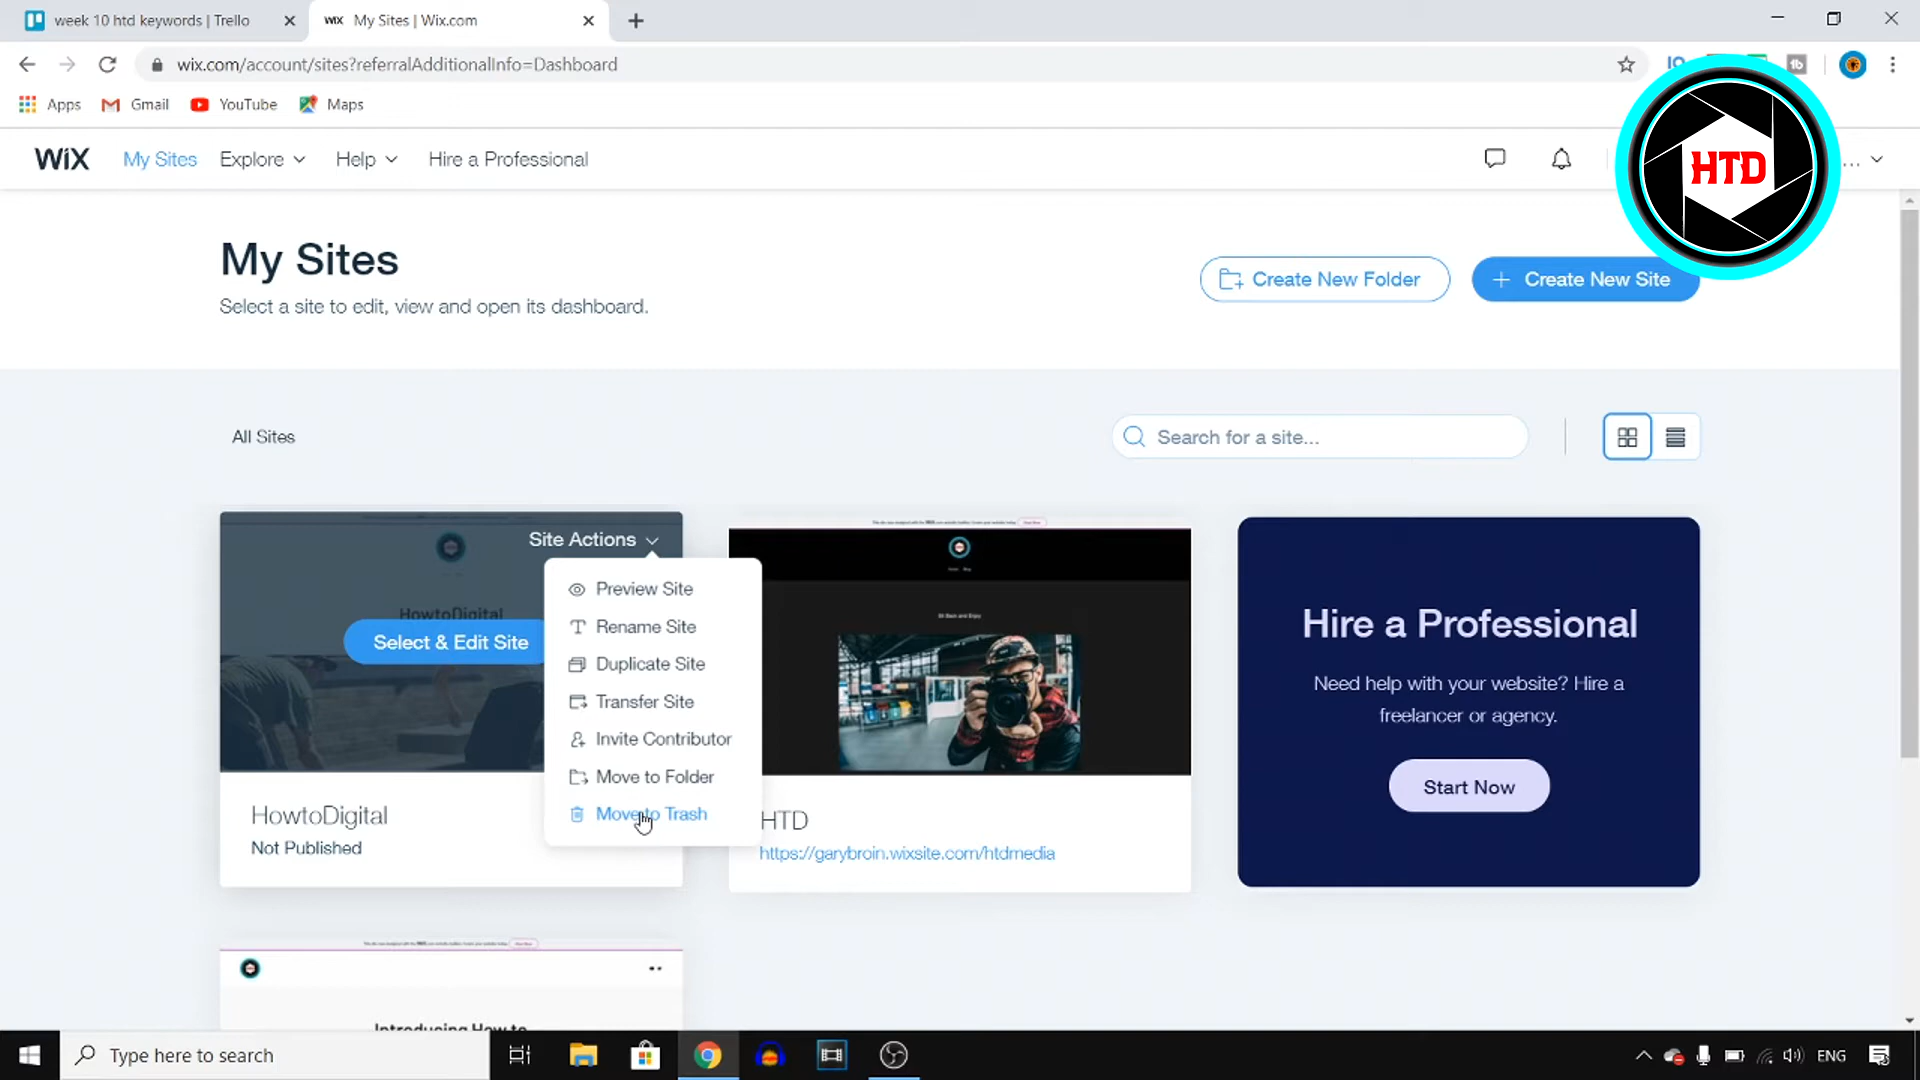 week 10 htd keywords | Trello
WiX My Sites | Wix.com
wix.com/account/sites?referralAdditionalInfo=Dashboard
Apps Gmail YouTube Maps
WiX My Sites Explore Help Hire a Professional
HTD
My Sites
Select a site to edit, view and open its dashboard.
Create New Folder
+ Create New Site
All Sites
Search for a site...
Site Actions
HowtoDigital
Select & Edit Site
Preview Site
Rename Site
Duplicate Site
Transfer Site
Invite Contributor
Move to Folder
Move to Trash
HowtoDigital
Not Published
HTD
https://garybroin.wixsite.com/htdmedia
Hire a Professional
Need help with your website? Hire a
freelancer or agency.
Start Now
Introducing How to
Type here to search
ENG